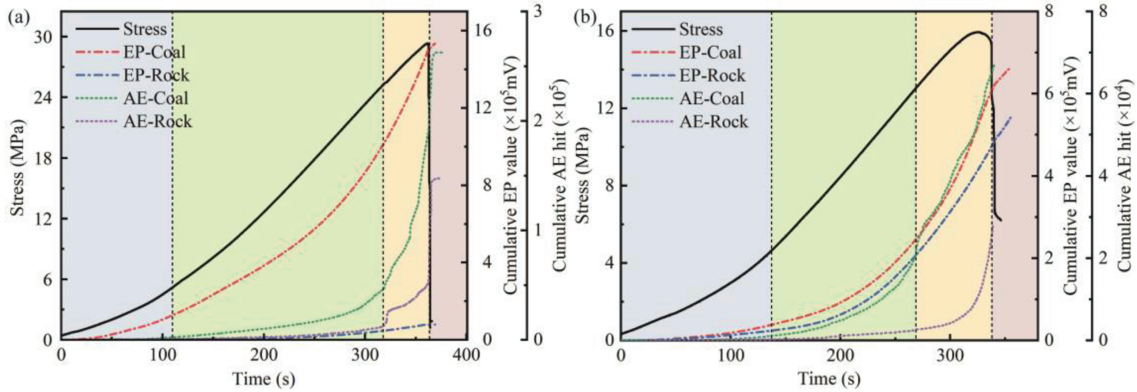 (a)
Stress
EP-Coal
EP-Rock
AE-Coal
AE-Rock
30
24
18
12
6
0
Stress (MPa)
0
100
200
300
400
Time (s)
16
12
8
4
0
Cumulative EP value (×10⁵mV)
3
2
1
0
Cumulative AE hit (×10⁵)
(b)
Stress
EP-Coal
EP-Rock
AE-Coal
AE-Rock
16
12
8
4
0
Stress (MPa)
0
100
200
300
Time (s)
8
6
4
2
0
Cumulative EP value (×10⁵mV)
8
6
4
2
0
Cumulative AE hit (×10⁴)